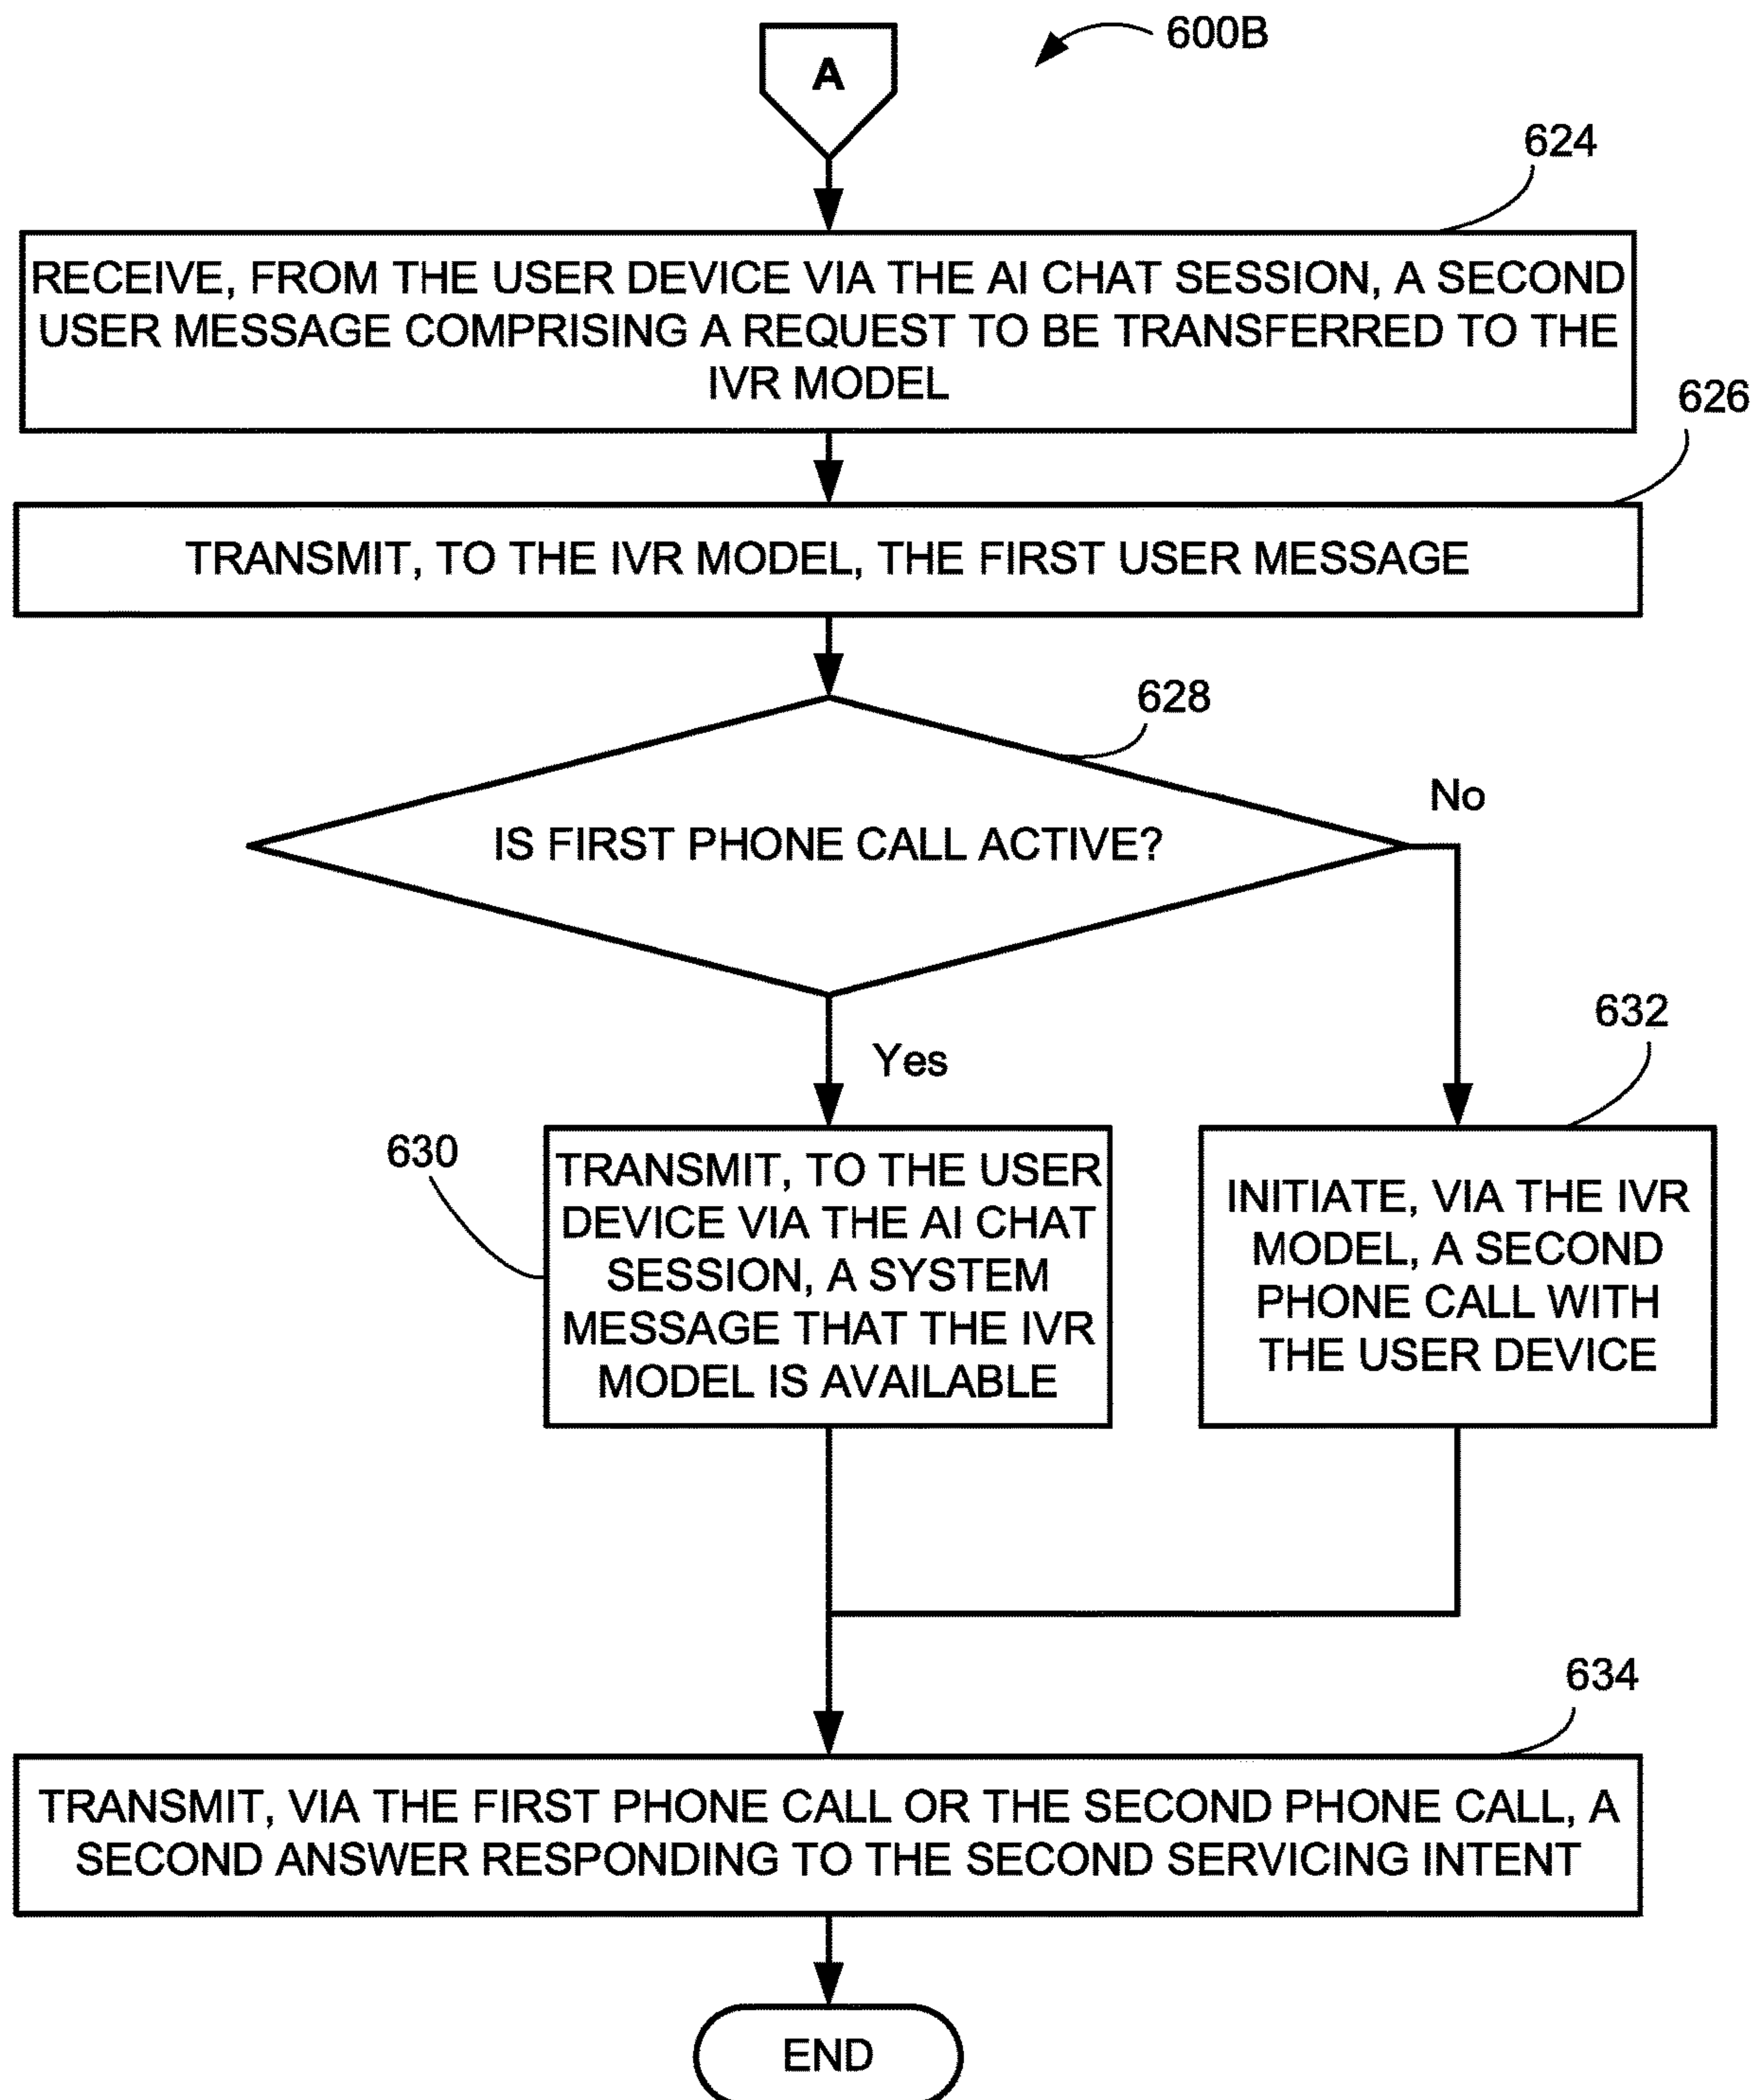 A
600B
624
RECEIVE, FROM THE USER DEVICE VIA THE AI CHAT SESSION, A SECOND
USER MESSAGE COMPRISING A REQUEST TO BE TRANSFERRED TO THE
IVR MODEL
626
TRANSMIT, TO THE IVR MODEL, THE FIRST USER MESSAGE
628
IS FIRST PHONE CALL ACTIVE?
No
Yes
630
TRANSMIT, TO THE USER
DEVICE VIA THE AI CHAT
SESSION, A SYSTEM
MESSAGE THAT THE IVR
MODEL IS AVAILABLE
632
INITIATE, VIA THE IVR
MODEL, A SECOND
PHONE CALL WITH
THE USER DEVICE
634
TRANSMIT, VIA THE FIRST PHONE CALL OR THE SECOND PHONE CALL, A
SECOND ANSWER RESPONDING TO THE SECOND SERVICING INTENT
END